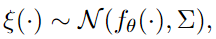 ξ(·) ∼ 𝒩(f_θ(·), Σ),